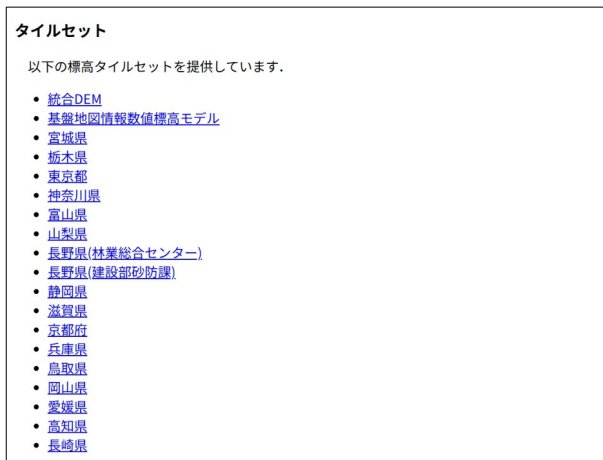 タイルセット
以下の標高タイルセットを提供しています．
統合DEM
基盤地図情報数値標高モデル
宮城県
栃木県
東京都
神奈川県
富山県
山梨県
長野県(林業総合センター)
長野県(建設部砂防課)
静岡県
滋賀県
京都府
兵庫県
鳥取県
岡山県
愛媛県
高知県
長崎県